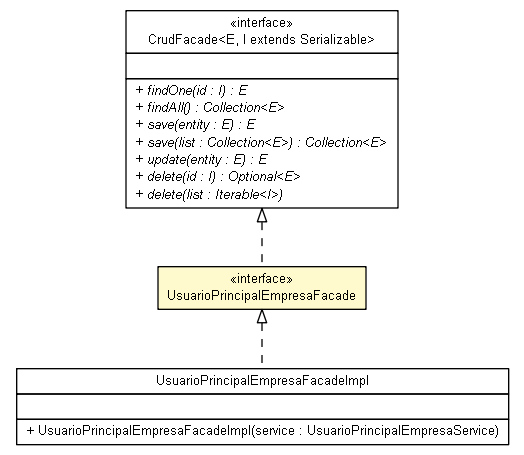 «interface»
CrudFacade<E, I extends Serializable>
+ findOne(id : I) : E
+ findAll() : Collection<E>
+ save(entity : E) : E
+ save(list : Collection<E>) : Collection<E>
+ update(entity : E) : E
+ delete(id : I) : Optional<E>
+ delete(list : Iterable<I>)
«interface»
UsuarioPrincipalEmpresaFacade
UsuarioPrincipalEmpresaFacadeImpl
+ UsuarioPrincipalEmpresaFacadeImpl(service : UsuarioPrincipalEmpresaService)